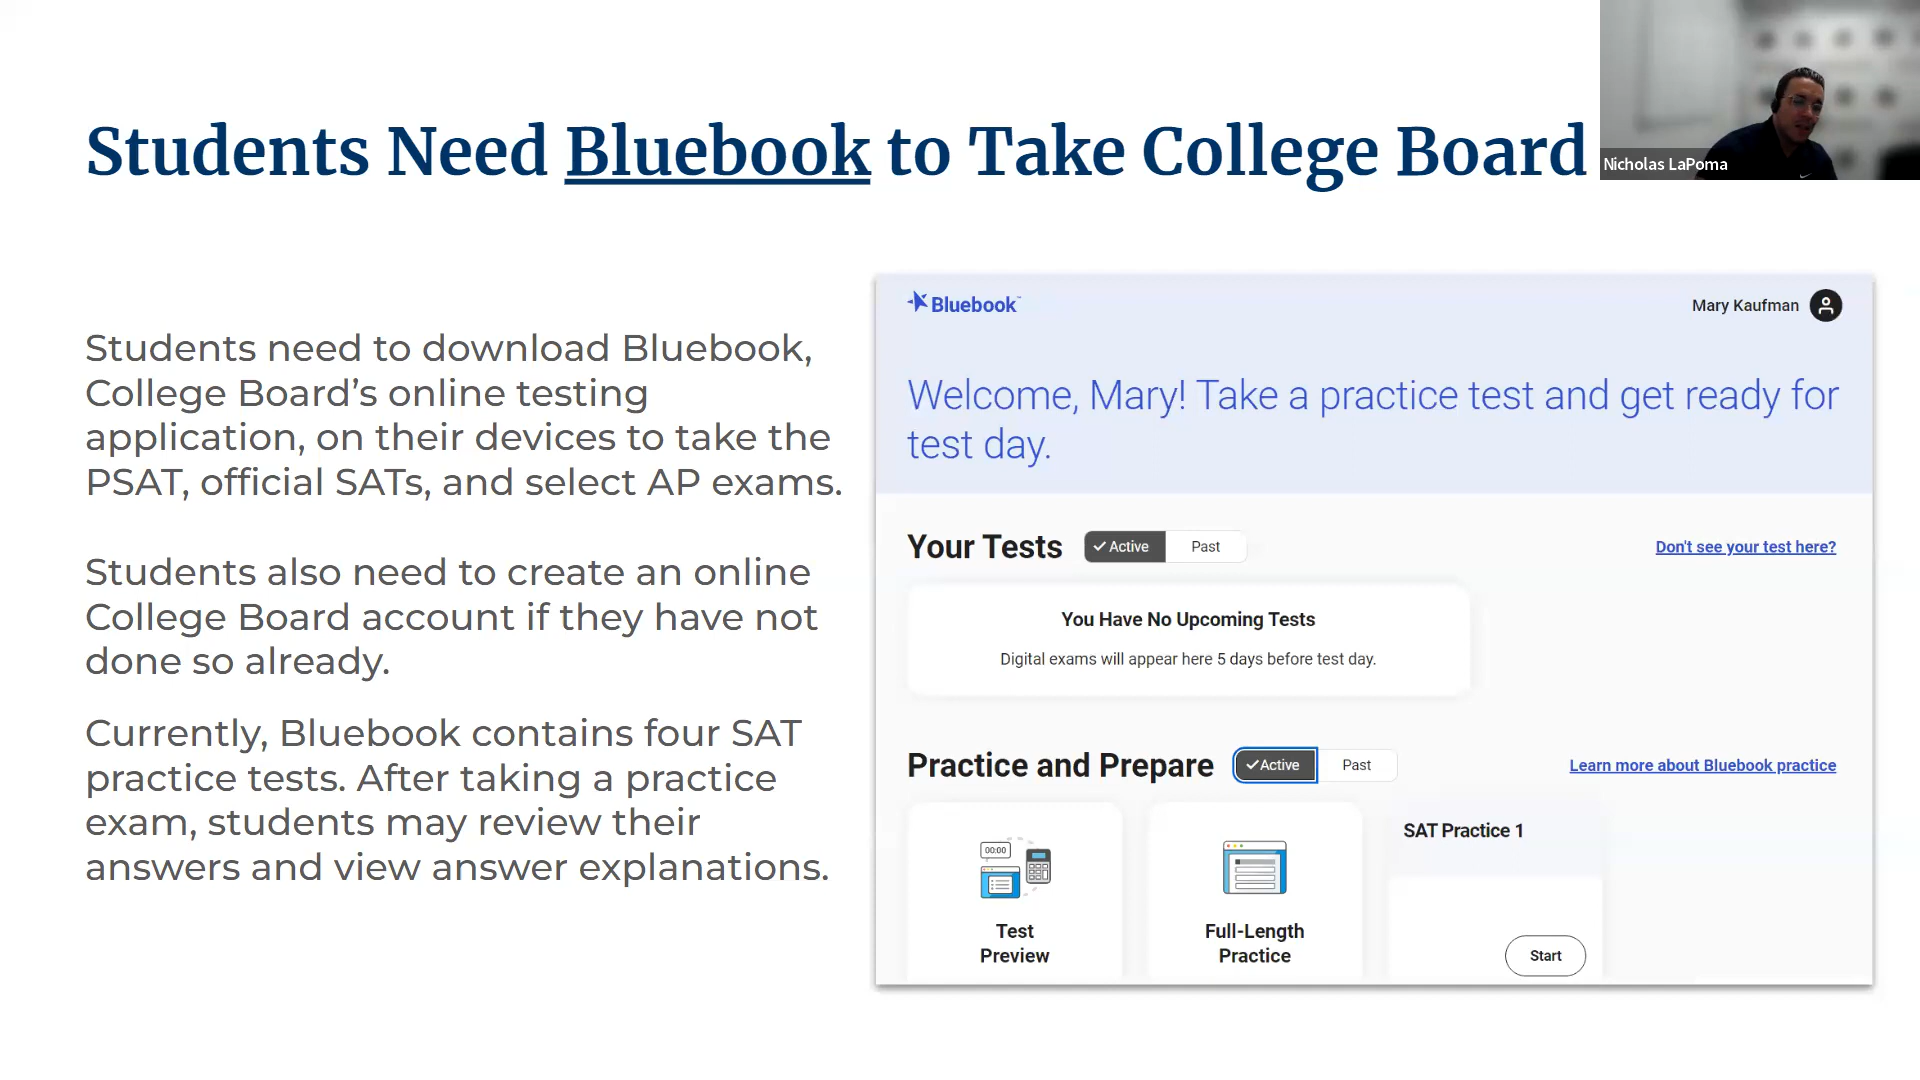 Students Need Bluebook to Take College Board
Nicholas LaPoma
Students need to download Bluebook,
College Board’s online testing
application, on their devices to take the
PSAT, official SATs, and select AP exams.
Students also need to create an online
College Board account if they have not
done so already.
Currently, Bluebook contains four SAT
practice tests. After taking a practice
exam, students may review their
answers and view answer explanations.
Bluebook™
Mary Kaufman
Welcome, Mary! Take a practice test and get ready for
test day.
Your Tests
Active
Past
Don't see your test here?
You Have No Upcoming Tests
Digital exams will appear here 5 days before test day.
Practice and Prepare
Active
Past
Learn more about Bluebook practice
00:00
Test
Preview
Full-Length
Practice
SAT Practice 1
Start